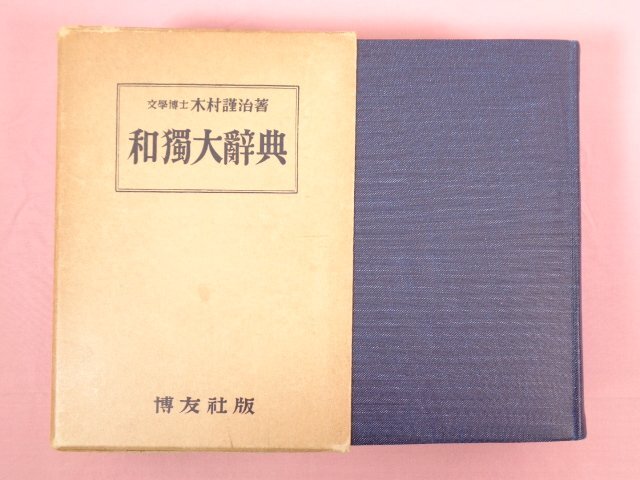 文學博士 木村謹治著
和獨大辭典
博友社版